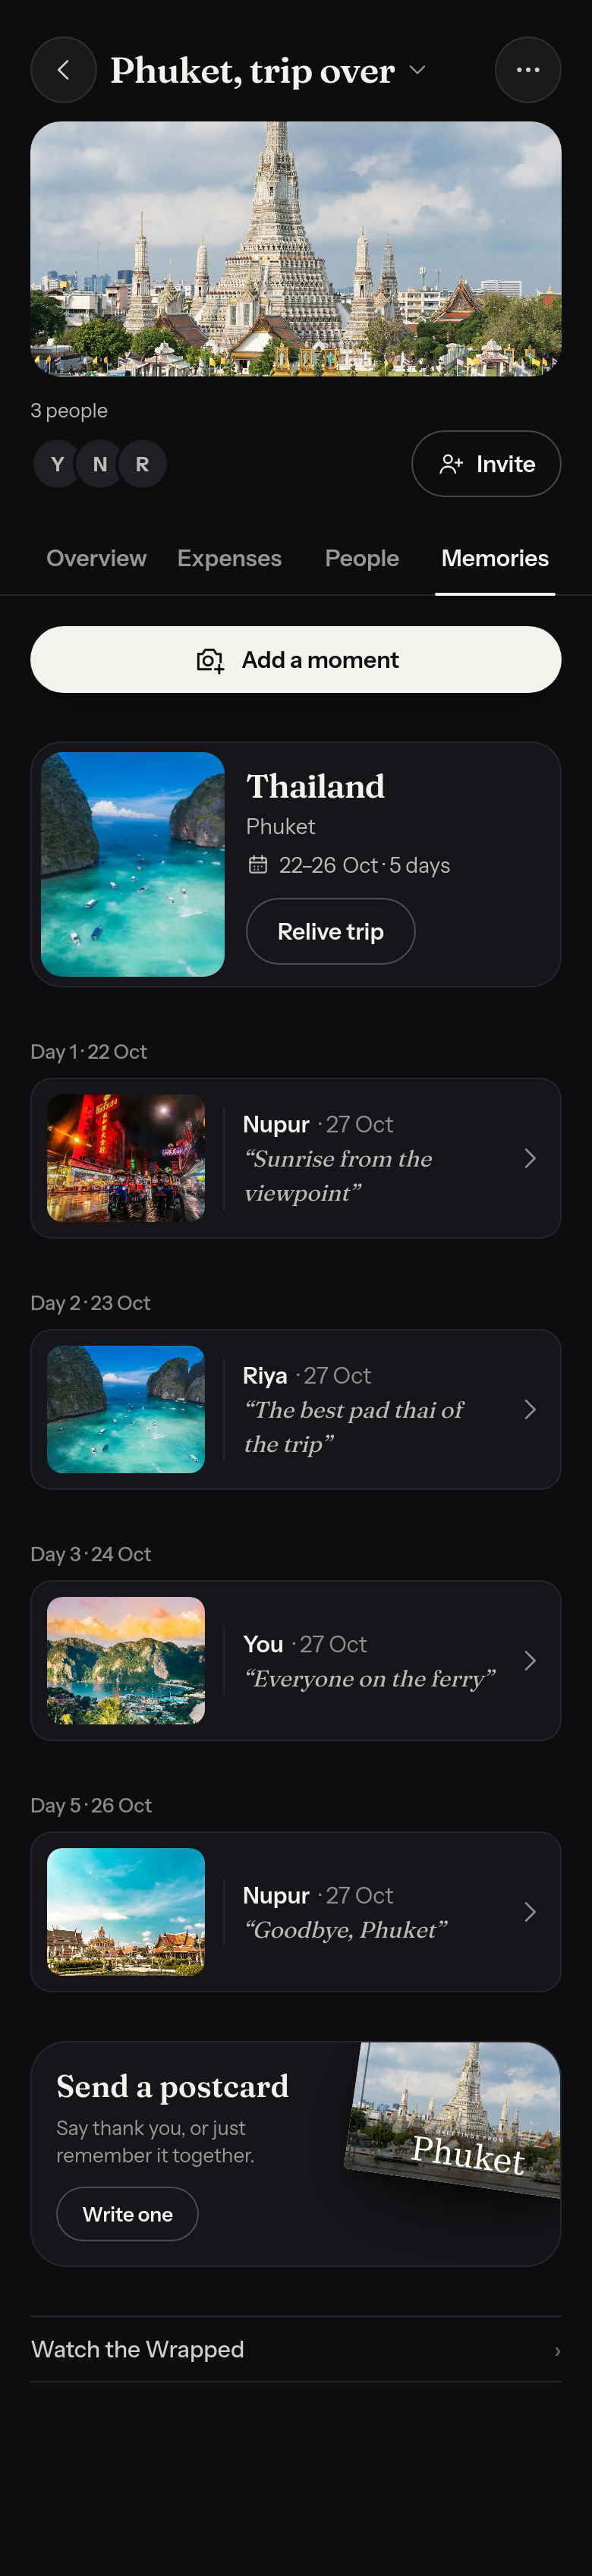 Phuket, trip over
3 people
Y N R
Invite
Overview Expenses People Memories
Add a moment
Thailand
Phuket
22–26 Oct · 5 days
Relive trip
Day 1 · 22 Oct
Nupur · 27 Oct
“Sunrise from the
viewpoint”
Day 2 · 23 Oct
Riya · 27 Oct
“The best pad thai of
the trip”
Day 3 · 24 Oct
You · 27 Oct
“Everyone on the ferry”
Day 5 · 26 Oct
Nupur · 27 Oct
“Goodbye, Phuket”
Send a postcard
Say thank you, or just
remember it together.
GREETINGS FROM
Phuket
Write one
Watch the Wrapped